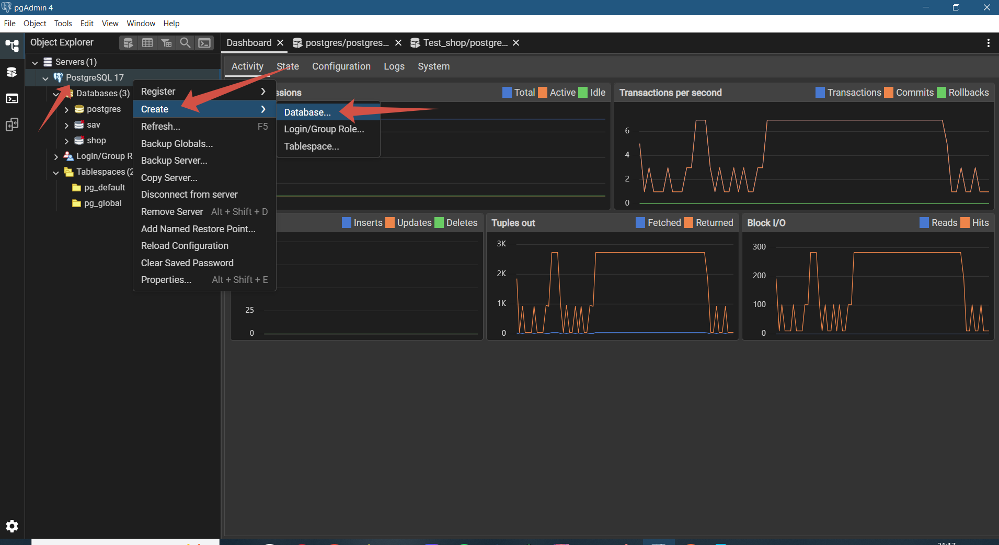 pgAdmin 4
File Object Tools Edit View Window Help
Object Explorer
Dashboard
postgres/postgres...
Test_shop/postgre...
Servers (1)
PostgreSQL 17
Databases (3)
postgres
sav
shop
Login/Group R
Tablespaces (2
pg_default
pg_global
Register
Create
Refresh... F5
Backup Globals...
Backup Server...
Copy Server...
Disconnect from server
Remove Server Alt + Shift + D
Add Named Restore Point...
Reload Configuration
Clear Saved Password
Properties... Alt + Shift + E
Database...
Login/Group Role...
Tablespace...
Activity State Configuration Logs System
ssions
Total Active Idle
Transactions per second
Transactions Commits Rollbacks
6
4
2
0
Inserts Updates Deletes
25
0
Tuples out
Fetched Returned
3K
2K
1K
0
Block I/O
Reads Hits
300
200
100
0